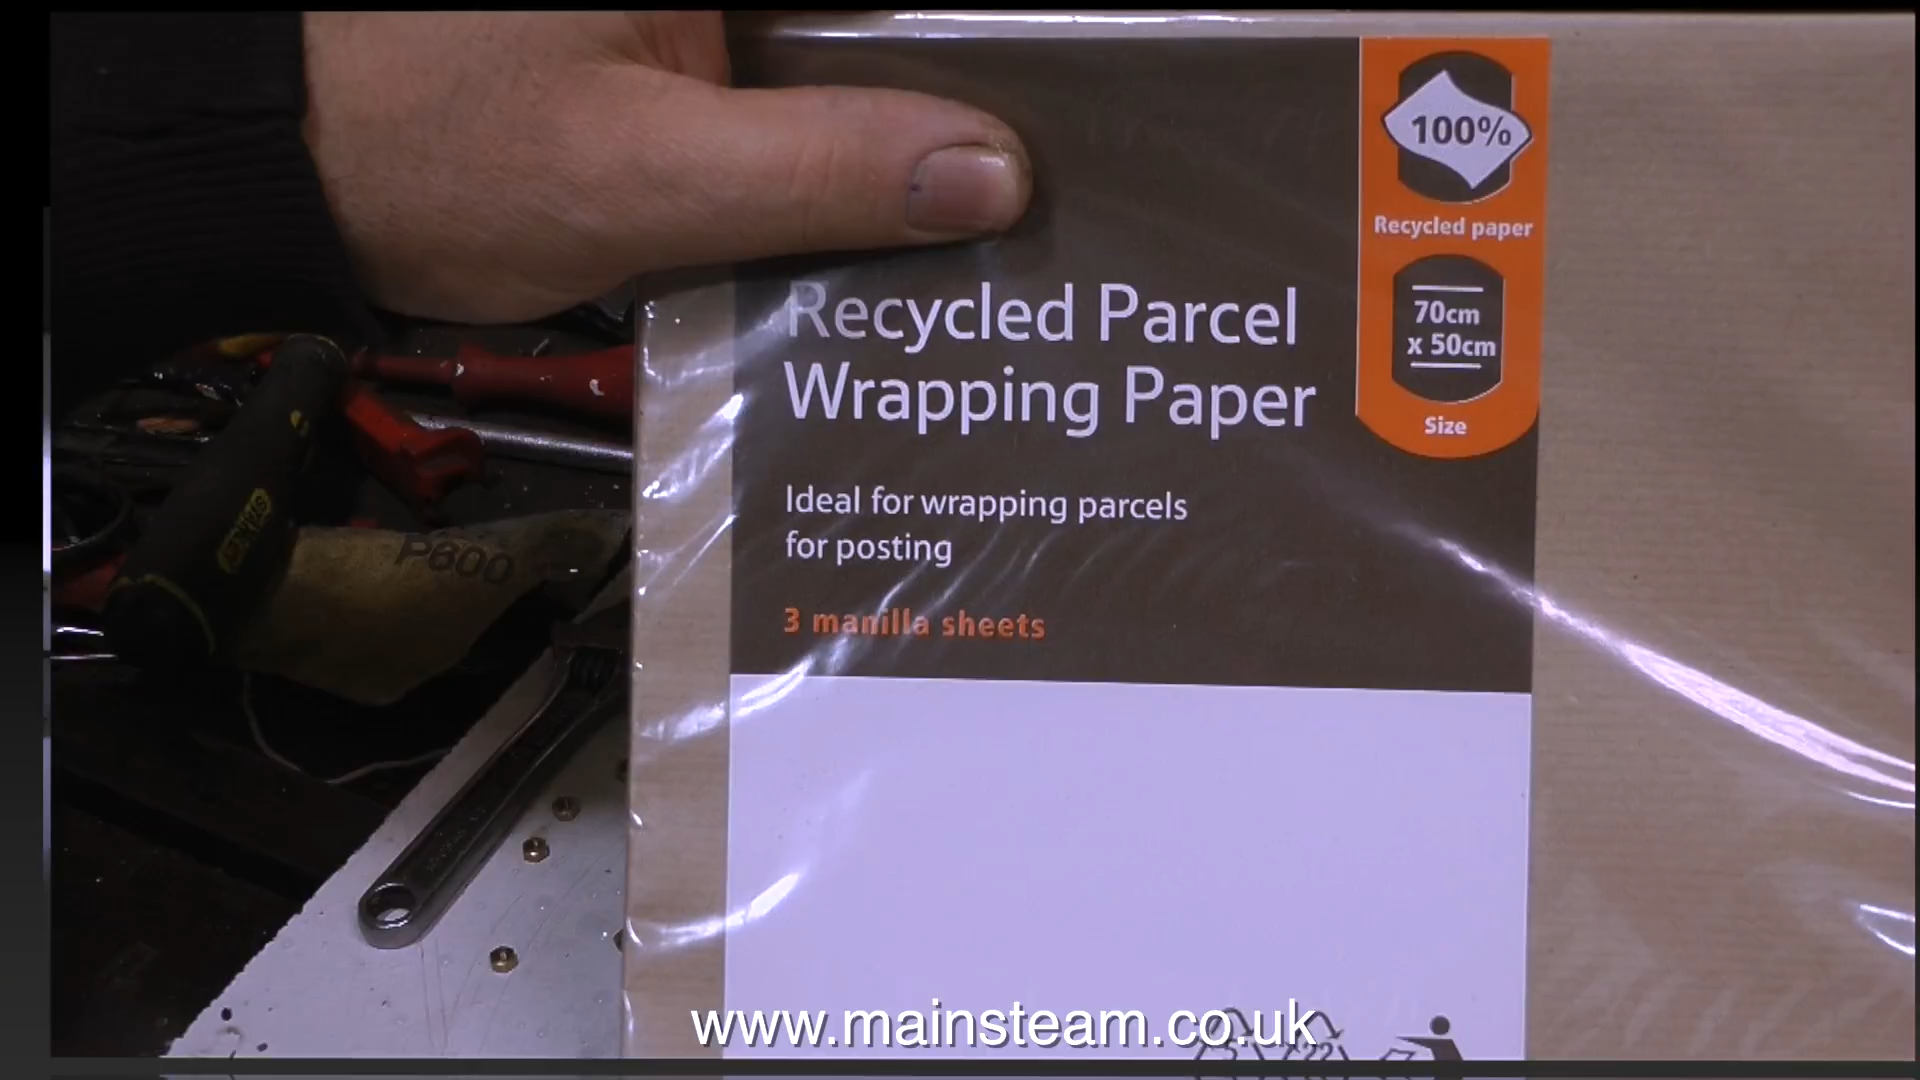 100%
Recycled paper
70cm
x 50cm
Size
Recycled Parcel
Wrapping Paper
Ideal for wrapping parcels
for posting
3 manilla sheets
P600
STANLEY
www.mainsteam.co.uk